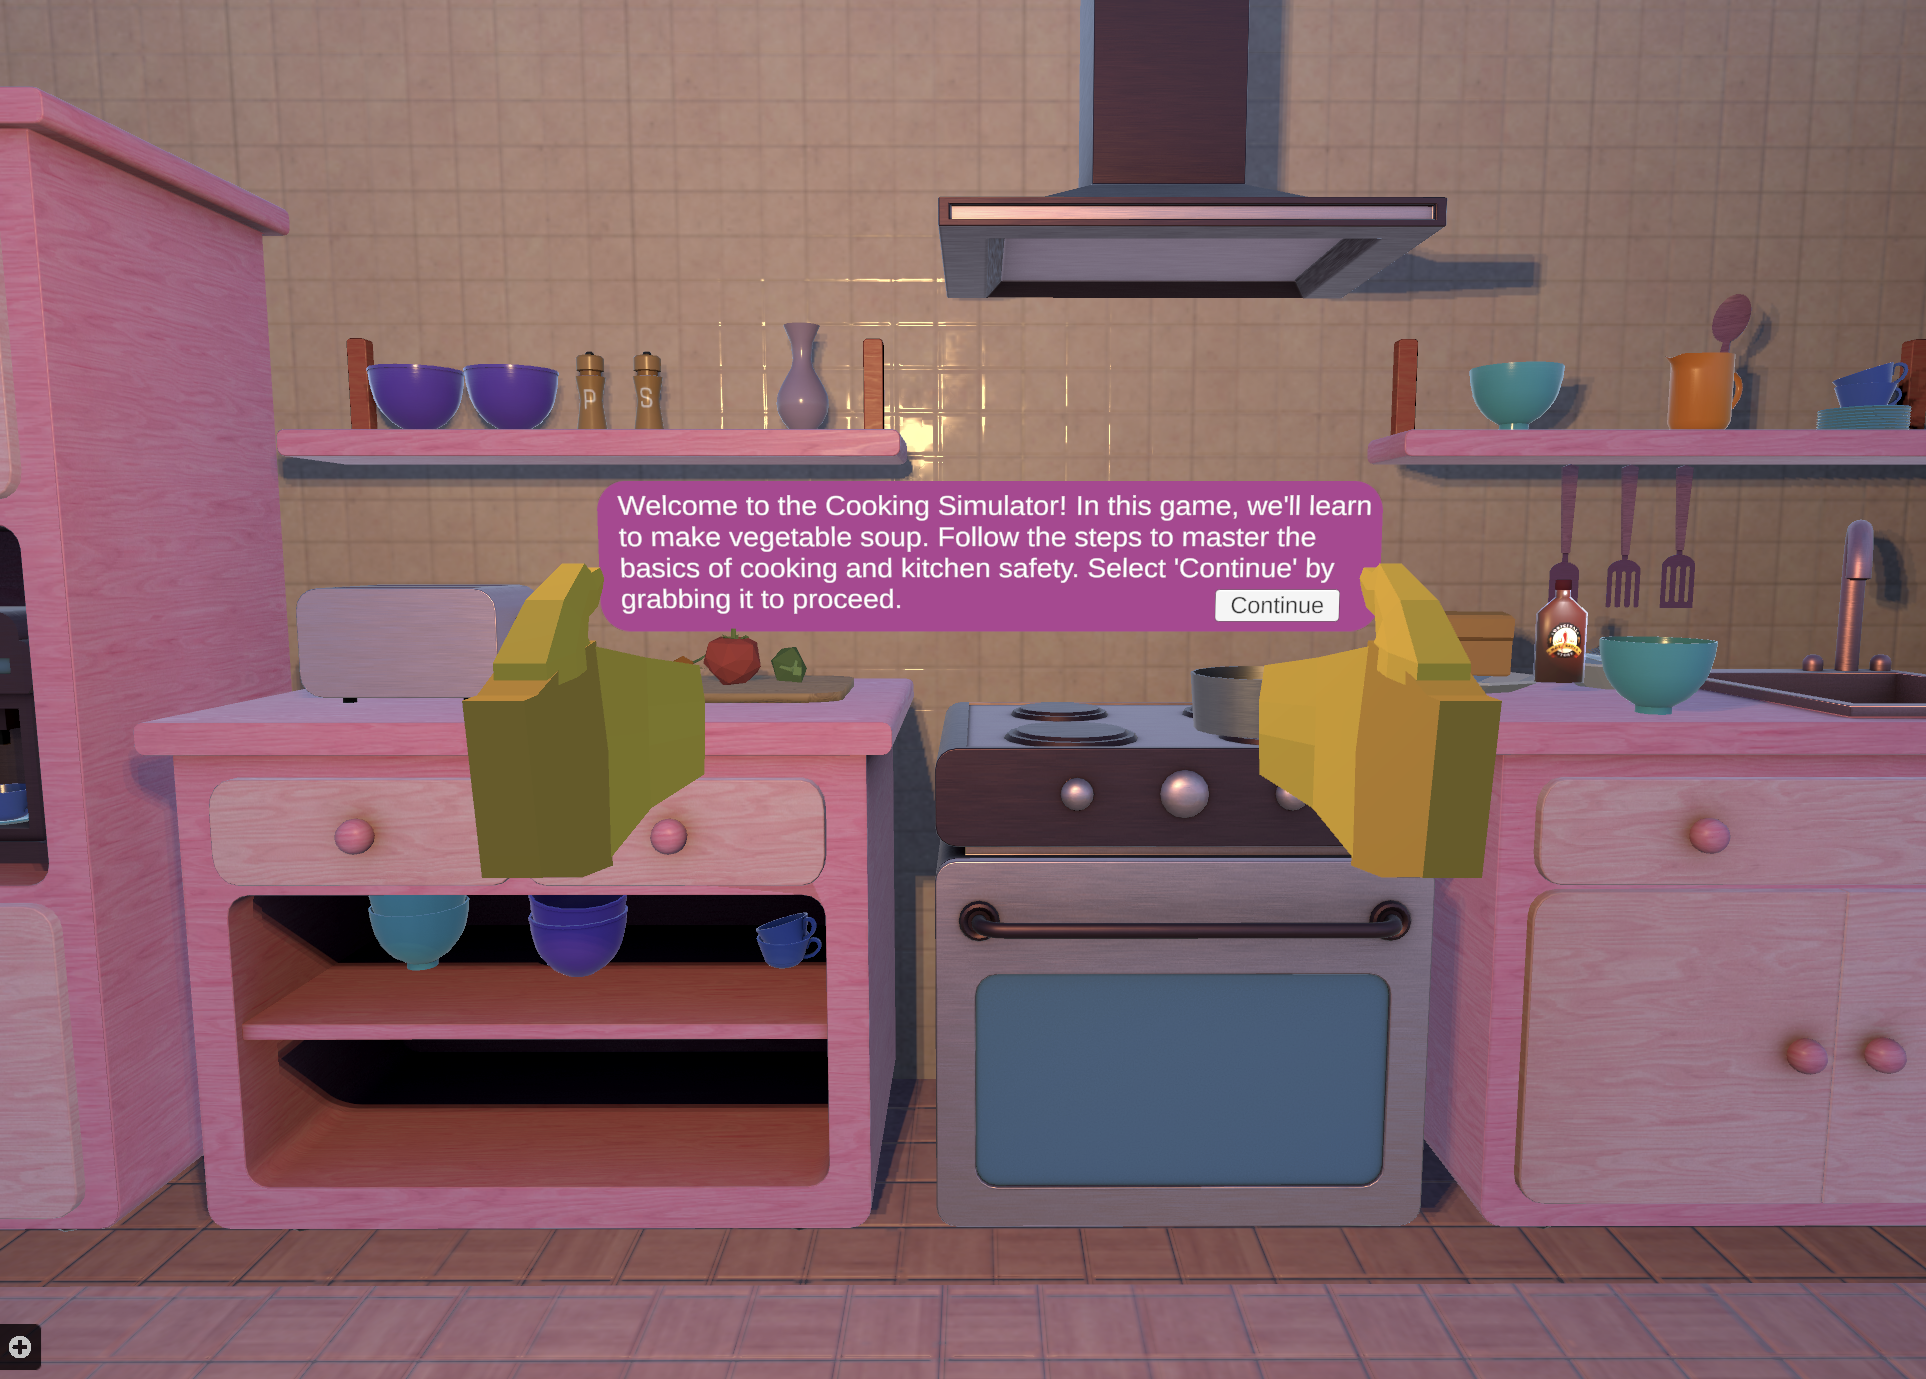 P
S
Welcome to the Cooking Simulator! In this game, we'll learn
to make vegetable soup. Follow the steps to master the
basics of cooking and kitchen safety. Select 'Continue' by
grabbing it to proceed.
Continue